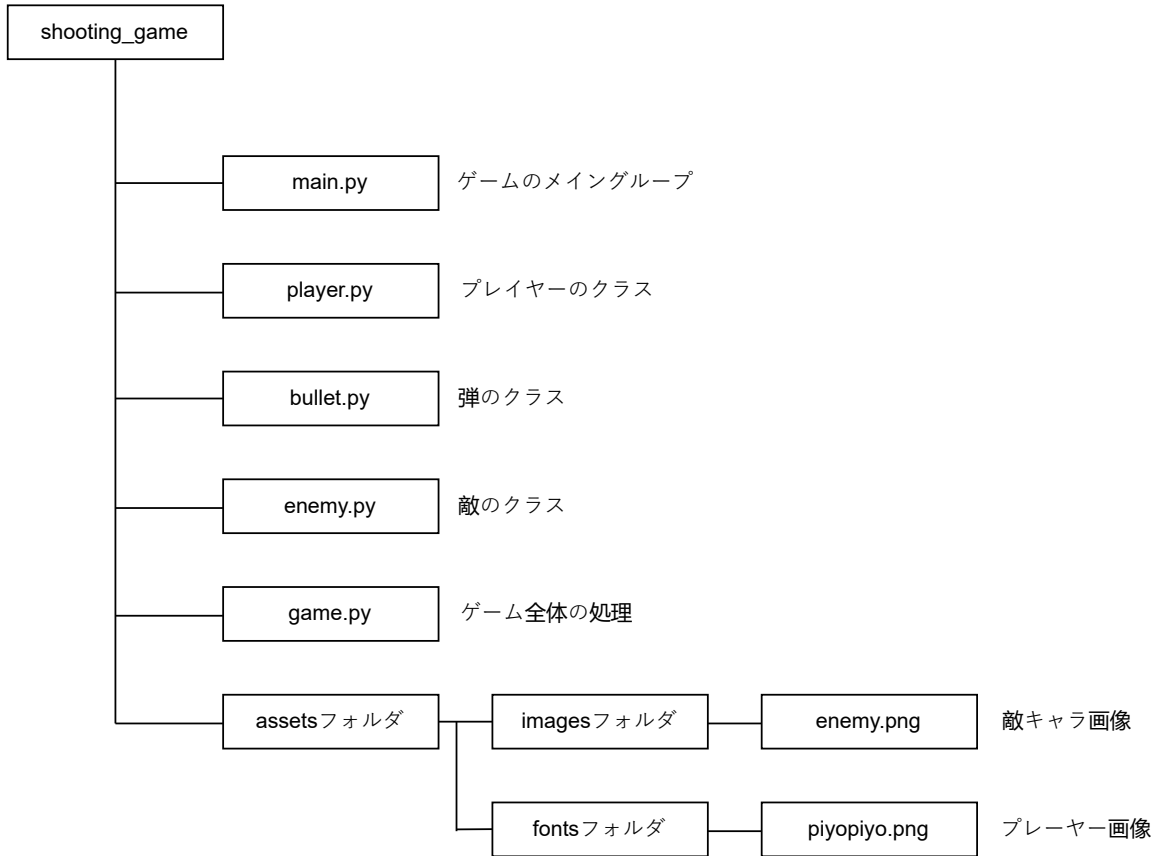 shooting_game
main.py ゲームのメイングループ
player.py プレイヤーのクラス
bullet.py 弾のクラス
enemy.py 敵のクラス
game.py ゲーム全体の処理
assetsフォルダ imagesフォルダ enemy.png 敵キャラ画像
fontsフォルダ piyopiyo.png プレーヤー画像